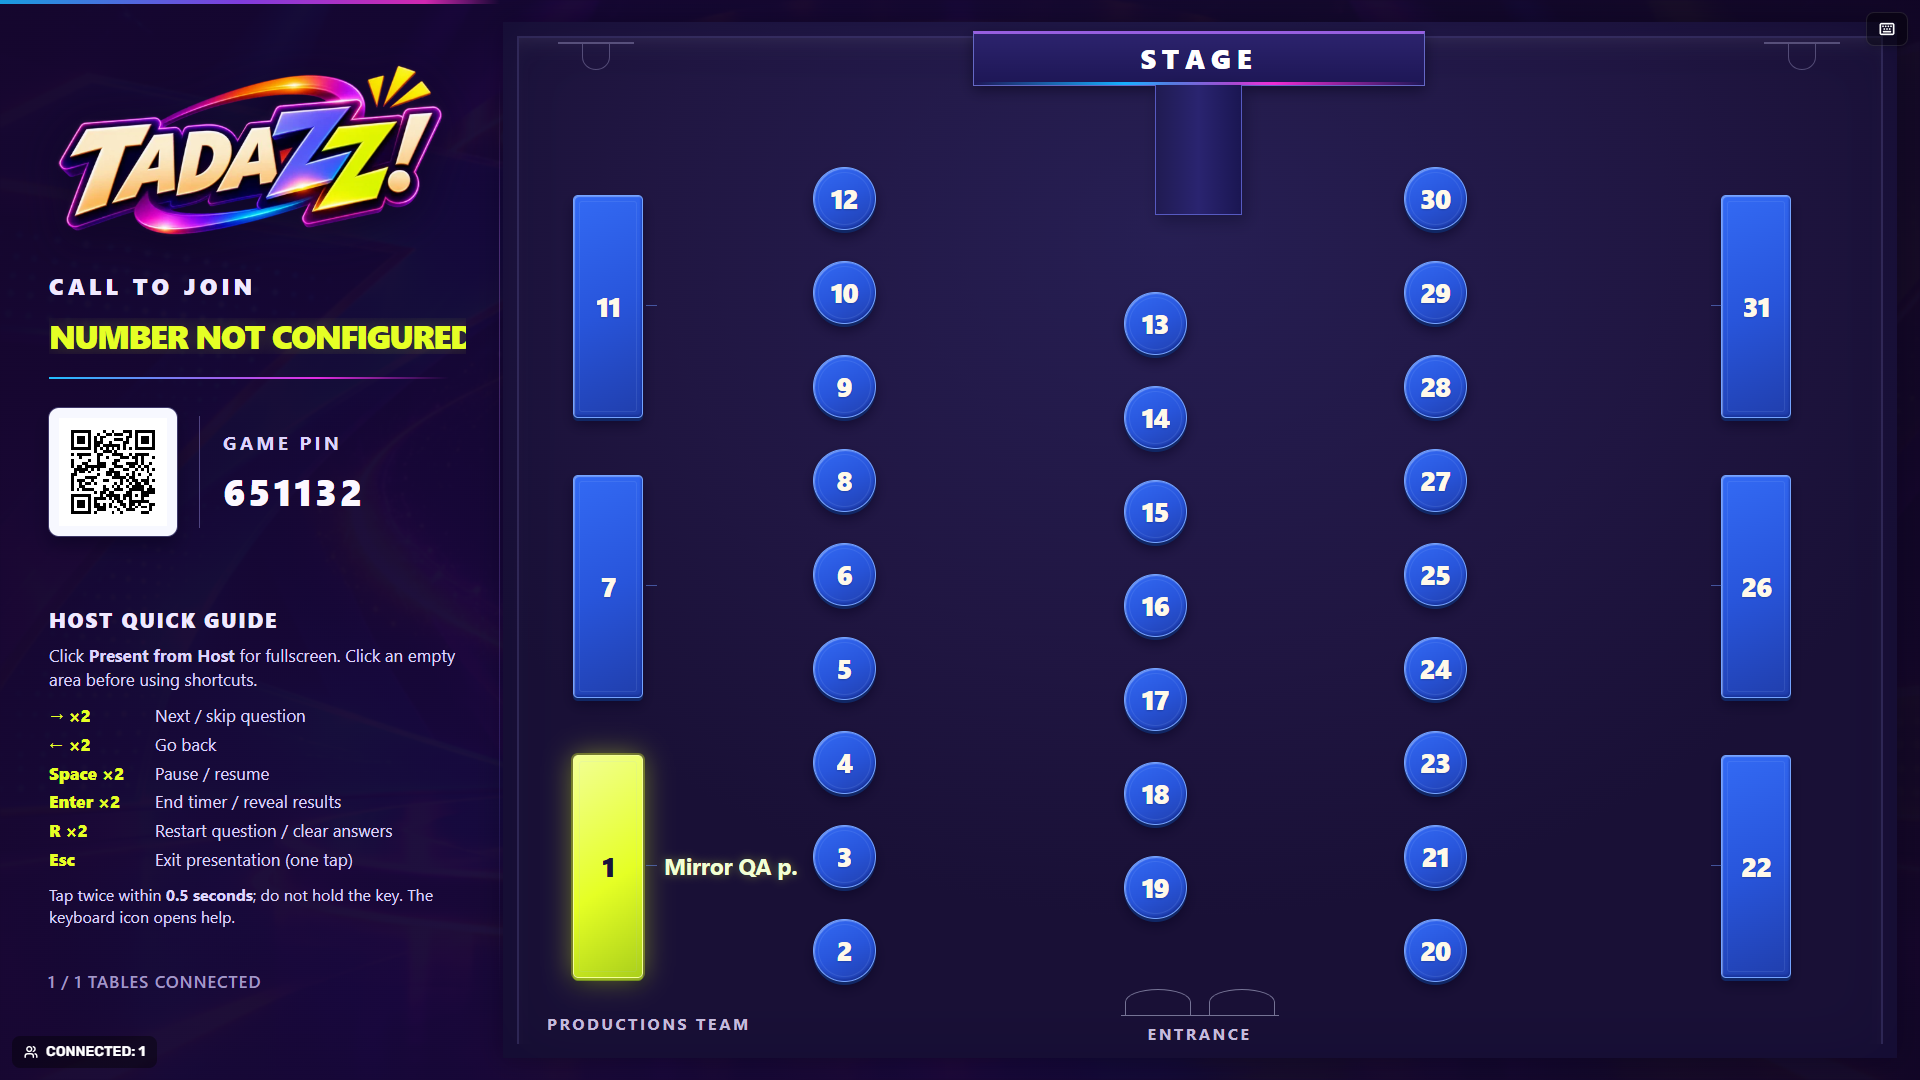 TADAZZ!
CALL TO JOIN
NUMBER NOT CONFIGURED
GAME PIN
651132
HOST QUICK GUIDE
Click Present from Host for fullscreen. Click an empty
area before using shortcuts.
→ ×2 Next / skip question
← ×2 Go back
Space ×2 Pause / resume
Enter ×2 End timer / reveal results
R ×2 Restart question / clear answers
Esc Exit presentation (one tap)
Tap twice within 0.5 seconds; do not hold the key. The
keyboard icon opens help.
1 / 1 TABLES CONNECTED
CONNECTED: 1
STAGE
11
7
1
Mirror QA p.
12
10
9
8
6
5
4
3
2
13
14
15
16
17
18
19
30
29
28
27
25
24
23
21
20
31
26
22
PRODUCTIONS TEAM
ENTRANCE